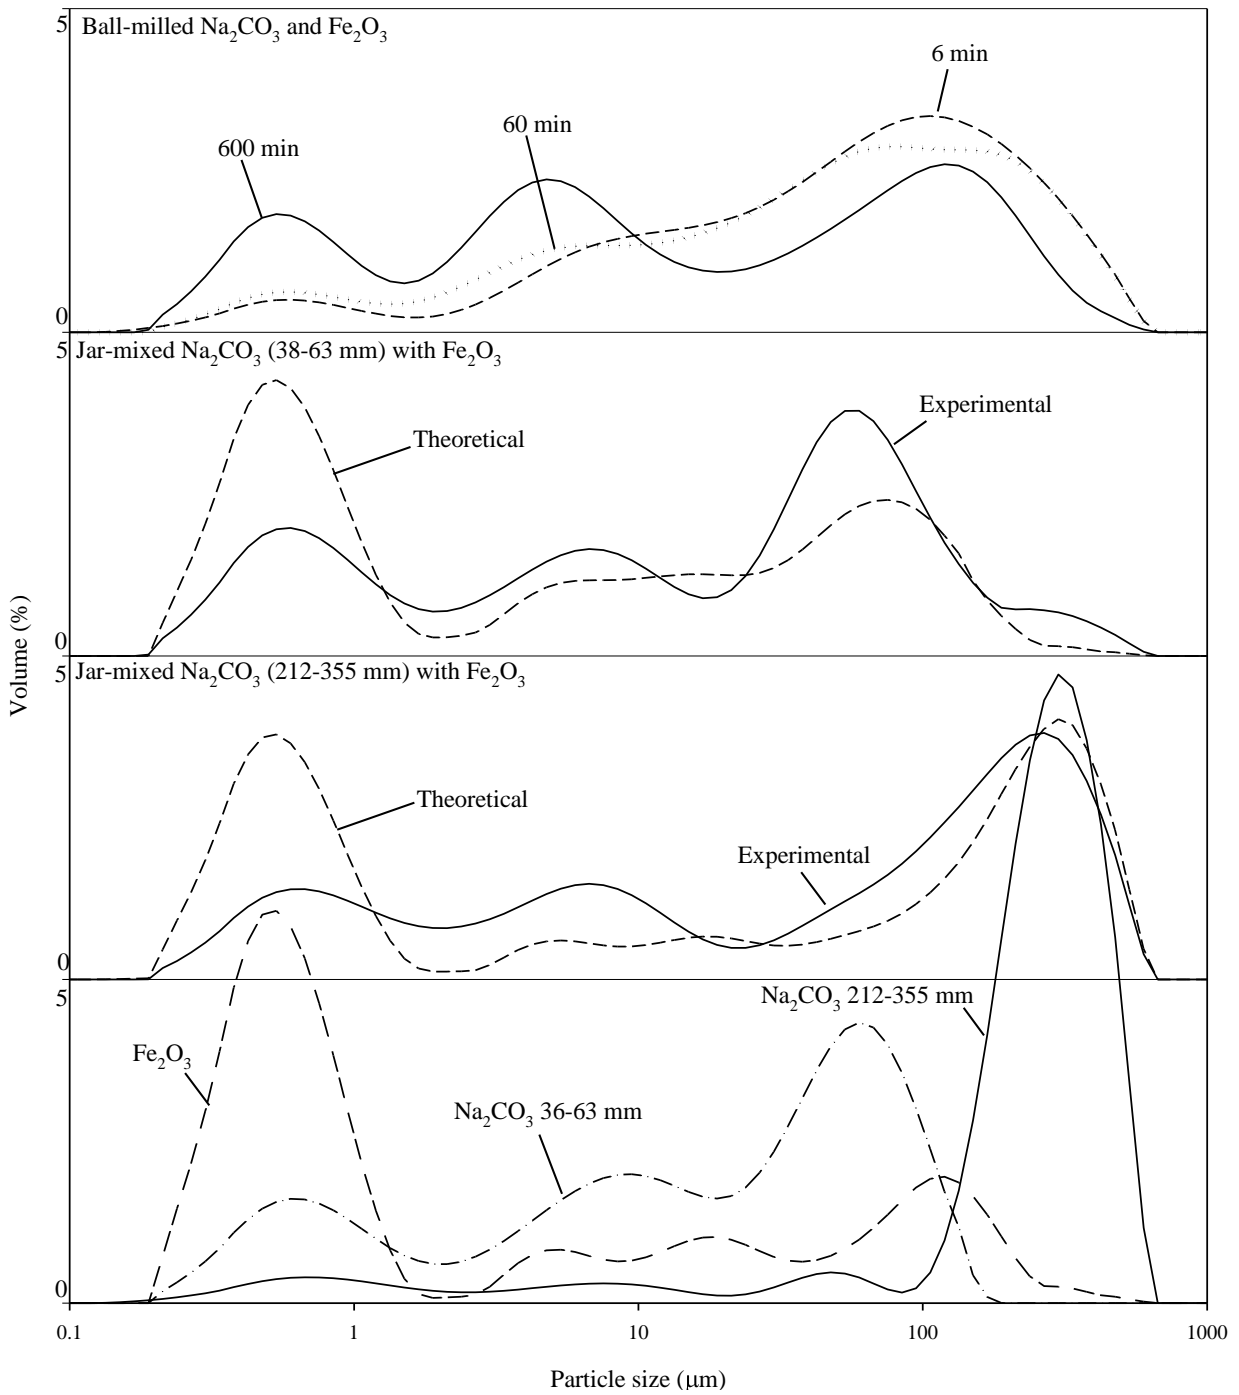 5
Ball-milled Na₂CO₃ and Fe₂O₃
6 min
60 min
600 min
0
5
Jar-mixed Na₂CO₃ (38-63 mm) with Fe₂O₃
Experimental
Theoretical
0
5
Jar-mixed Na₂CO₃ (212-355 mm) with Fe₂O₃
Theoretical
Experimental
0
5
Na₂CO₃ 212-355 mm
Fe₂O₃
Na₂CO₃ 36-63 mm
0
0.1 1 10 100 1000
Particle size (μm)
Volume (%)